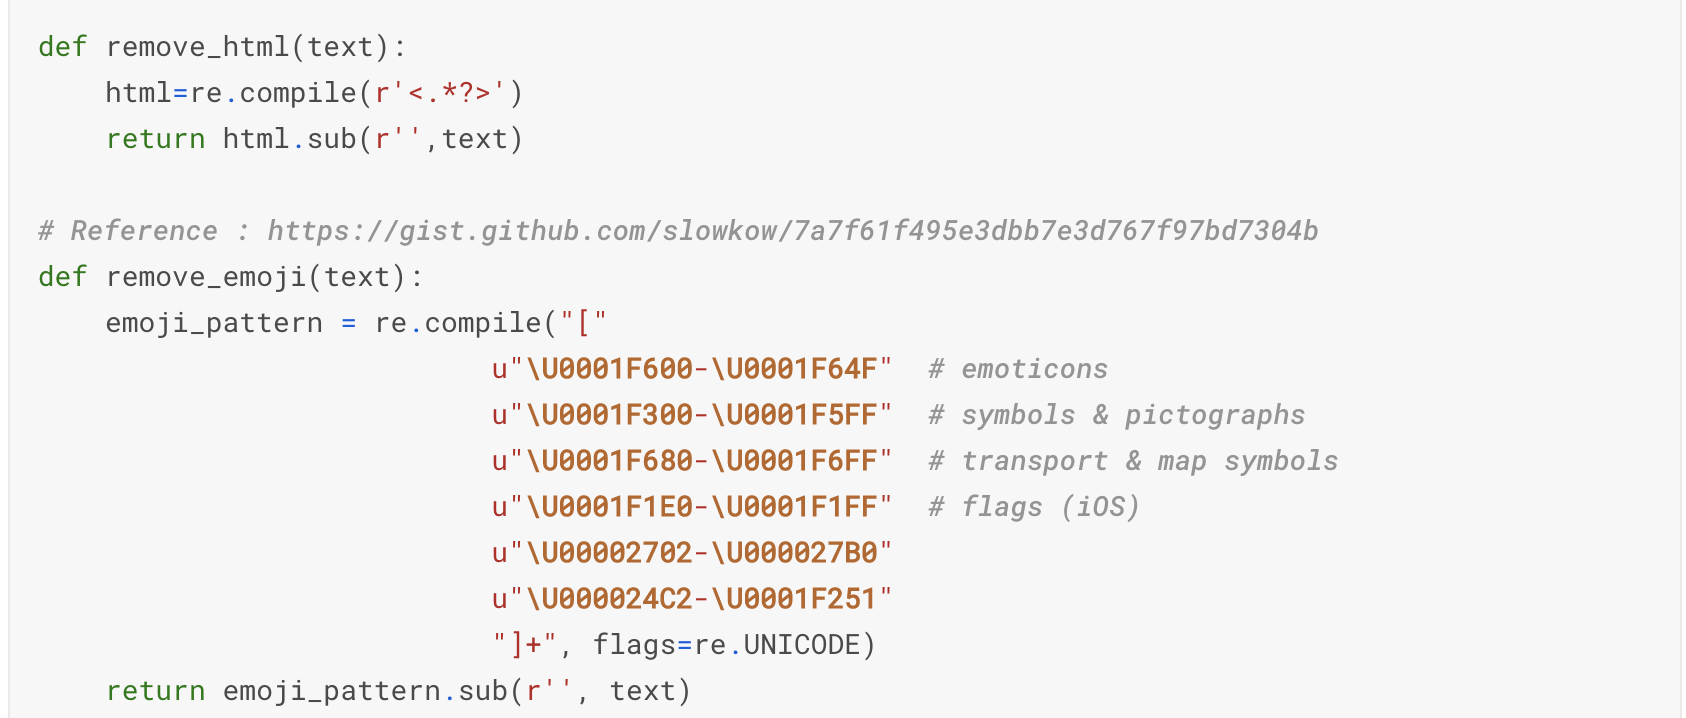 def remove_html(text):
    html=re.compile(r'<.*?>')
    return html.sub(r'',text)

# Reference : https://gist.github.com/slowkow/7a7f61f495e3dbb7e3d767f97bd7304b
def remove_emoji(text):
    emoji_pattern = re.compile("["
                           u"\U0001F600-\U0001F64F"  # emoticons
                           u"\U0001F300-\U0001F5FF"  # symbols & pictographs
                           u"\U0001F680-\U0001F6FF"  # transport & map symbols
                           u"\U0001F1E0-\U0001F1FF"  # flags (iOS)
                           u"\U00002702-\U000027B0"
                           u"\U000024C2-\U0001F251"
                           "]+", flags=re.UNICODE)
    return emoji_pattern.sub(r'', text)